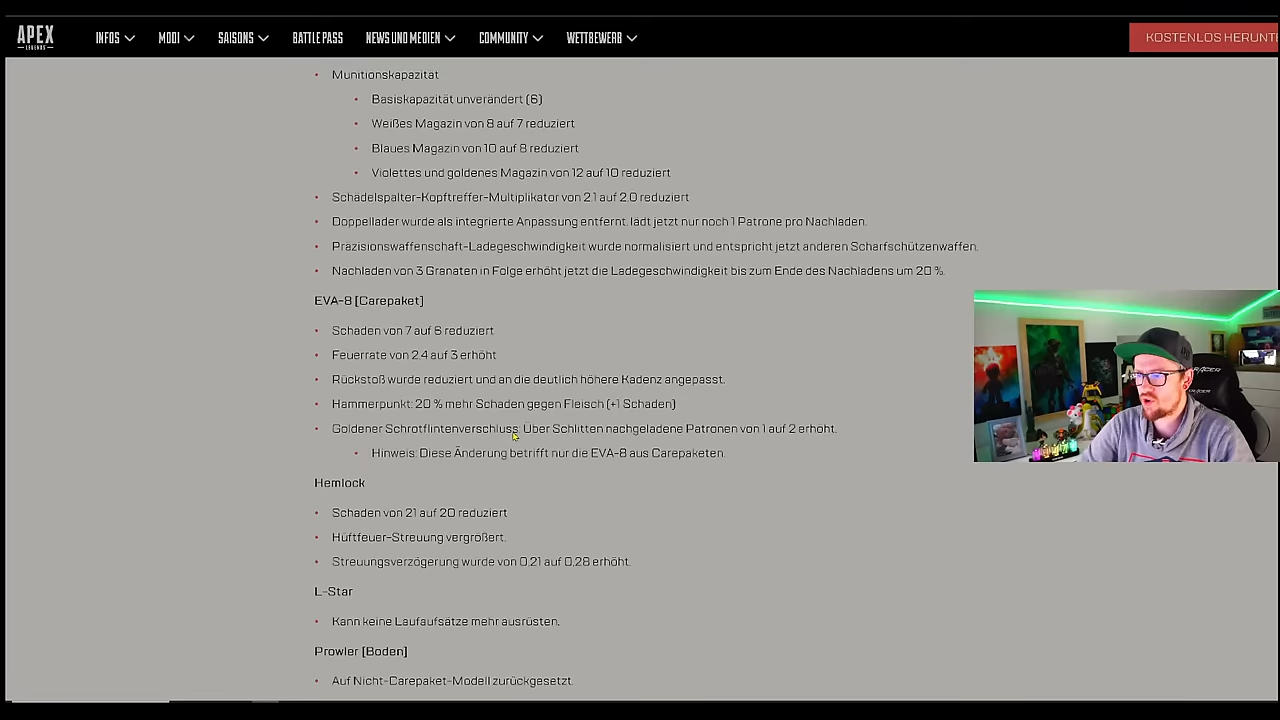 APEX
LEGENDS
INFOS
MODI
SAISONS
BATTLE PASS
NEWS UND MEDIEN
COMMUNITY
WETTBEWERB
KOSTENLOS HERUNTE
• Munitionskapazität
• Basiskapazität unverändert (6)
• Weißes Magazin von 8 auf 7 reduziert
• Blaues Magazin von 10 auf 8 reduziert
• Violettes und goldenes Magazin von 12 auf 10 reduziert
• Schädelspalter-Kopftreffer-Multiplikator von 2.1 auf 2.0 reduziert
• Doppellader wurde als integrierte Anpassung entfernt, lädt jetzt nur noch 1 Patrone pro Nachladen.
• Präzisionswaffenschaft-Ladegeschwindigkeit wurde normalisiert und entspricht jetzt anderen Scharfschützenwaffen.
• Nachladen von 3 Granaten in Folge erhöht jetzt die Ladegeschwindigkeit bis zum Ende des Nachladens um 20 %.
EVA-8 [Carepaket]
• Schaden von 7 auf 6 reduziert
• Feuerrate von 2.4 auf 3 erhöht
• Rückstoß wurde reduziert und an die deutlich höhere Kadenz angepasst.
• Hammerpunkt: 20 % mehr Schaden gegen Fleisch (+1 Schaden)
• Goldener Schrotflintenverschluss: Über Schlitten nachgeladene Patronen von 1 auf 2 erhöht.
• Hinweis: Diese Änderung betrifft nur die EVA-8 aus Carepaketen.
Hemlock
• Schaden von 21 auf 20 reduziert
• Hüftfeuer-Streuung vergrößert.
• Streuungsverzögerung wurde von 0,21 auf 0,28 erhöht.
L-Star
• Kann keine Laufaufsätze mehr ausrüsten.
Prowler [Boden]
• Auf Nicht-Carepaket-Modell zurückgesetzt.